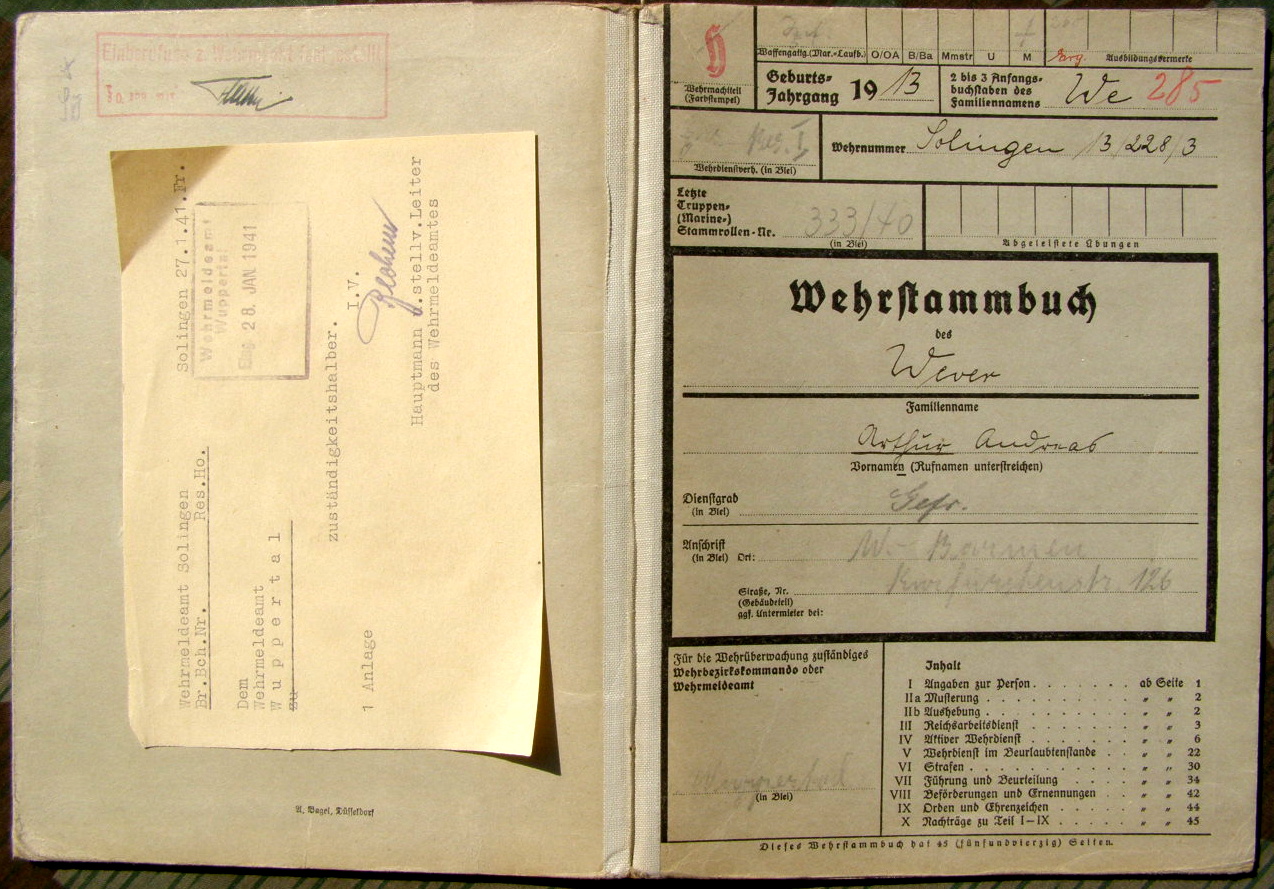 Wehrmeldeamt Solingen
Solingen 27.1.41.Fr.
Br.Bch.Nr. Res.Ho.
Wehrmeldeamt
Wuppertal
Eing. 28. JAN 1941
Dem
Wehrmeldeamt
Wuppertal
zuständigkeitshalber.
1 Anlage
I.V.
Hauptmann u.stellv.Leiter
des Wehrmeldeamtes
A. Bagel, Düsseldorf
Wehrmachtteil
(Farbstempel)
Waffengattg.(Mar.-Laufb.) O/OA B/Ba Mmstr U M Ausbildungsvermerke
Geburts-
Jahrgang 1913
2 bis 3 Anfangs-
buchstaben des
Familiennamens We 285
Wehrdienstverh. (in Blei)
Wehrnummer Solingen 13/228/3
Letzte
Truppen-
(Marine-)
Stammrollen-Nr. 333/40
(in Blei)
Abgeleistete Übungen
Wehrstammbuch
des
Wever
Familienname
Arthur Andreas
Vornamen (Rufnamen unterstreichen)
Dienstgrad Gefr.
(in Blei)
Anschrift
(in Blei) Ort: W.-Barmen
Straße, Nr. 126
(Gebäudeteil)
ggf. Untermieter bei:
Für die Wehrüberwachung zuständiges
Wehrbezirkskommando oder
Wehrmeldeamt
Wuppertal
(in Blei)
Inhalt
I Angaben zur Person . . . . . . . ab Seite 1
IIa Musterung . . . . . . . . . . „ „ 2
IIb Aushebung . . . . . . . . . . „ „ 2
III Reichsarbeitsdienst . . . . . . . „ „ 3
IV Aktiver Wehrdienst . . . . . . . „ „ 6
V Wehrdienst im Beurlaubtenstande . . „ „ 22
VI Strafen . . . . . . . . . . . „ „ 30
VII Führung und Beurteilung . . . . . „ „ 34
VIII Beförderungen und Ernennungen . . . „ „ 42
IX Orden und Ehrenzeichen . . . . . „ „ 44
X Nachträge zu Teil I–IX . . . . . „ „ 45
Dieses Wehrstammbuch hat 45 (fünfundvierzig) Seiten.